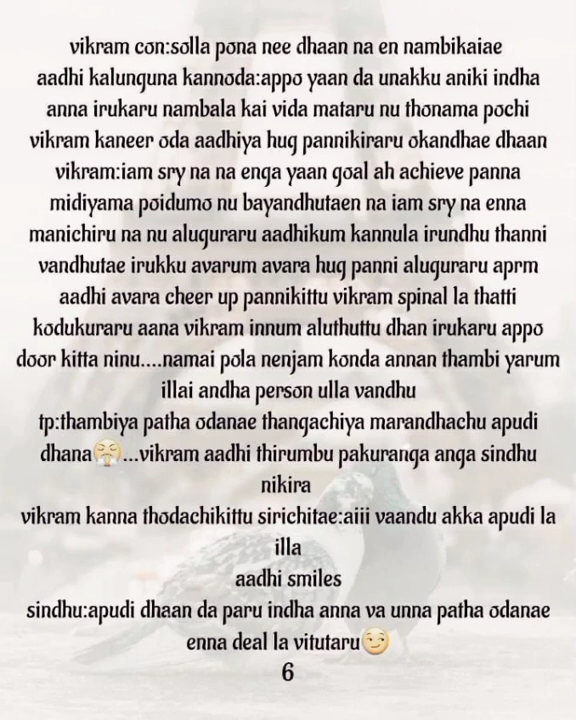 vikram con:solla pona nee dhaan na en nambikaiae
aadhi kalunguna kannoda:appo yaan da unakku aniki indha
anna irukaru nambala kai vida mataru nu thonama pochi
vikram kaneer oda aadhiya hug pannikiraru okandhae dhaan
vikram:iam sry na na enga yaan goal ah achieve panna
midiyama poidumo nu bayandhutaen na iam sry na enna
manichiru na nu aluguraru aadhikum kannula irundhu thanni
vandhutae irukku avarum avara hug panni aluguraru aprm
aadhi avara cheer up pannikittu vikram spinal la thatti
kodukuraru aana vikram innum aluthuttu dhan irukaru appo
door kitta ninu....namai pola nenjam konda annan thambi yarum
illai andha person ulla vandhu
tp:thambiya patha odanae thangachiya marandhachu apudi
dhana😤...vikram aadhi thirumbu pakuranga anga sindhu
nikira
vikram kanna thodachikittu sirichitae:aiii vaandu akka apudi la
illa
aadhi smiles
sindhu:apudi dhaan da paru indha anna va unna patha odanae
enna deal la vitutaru😏
6